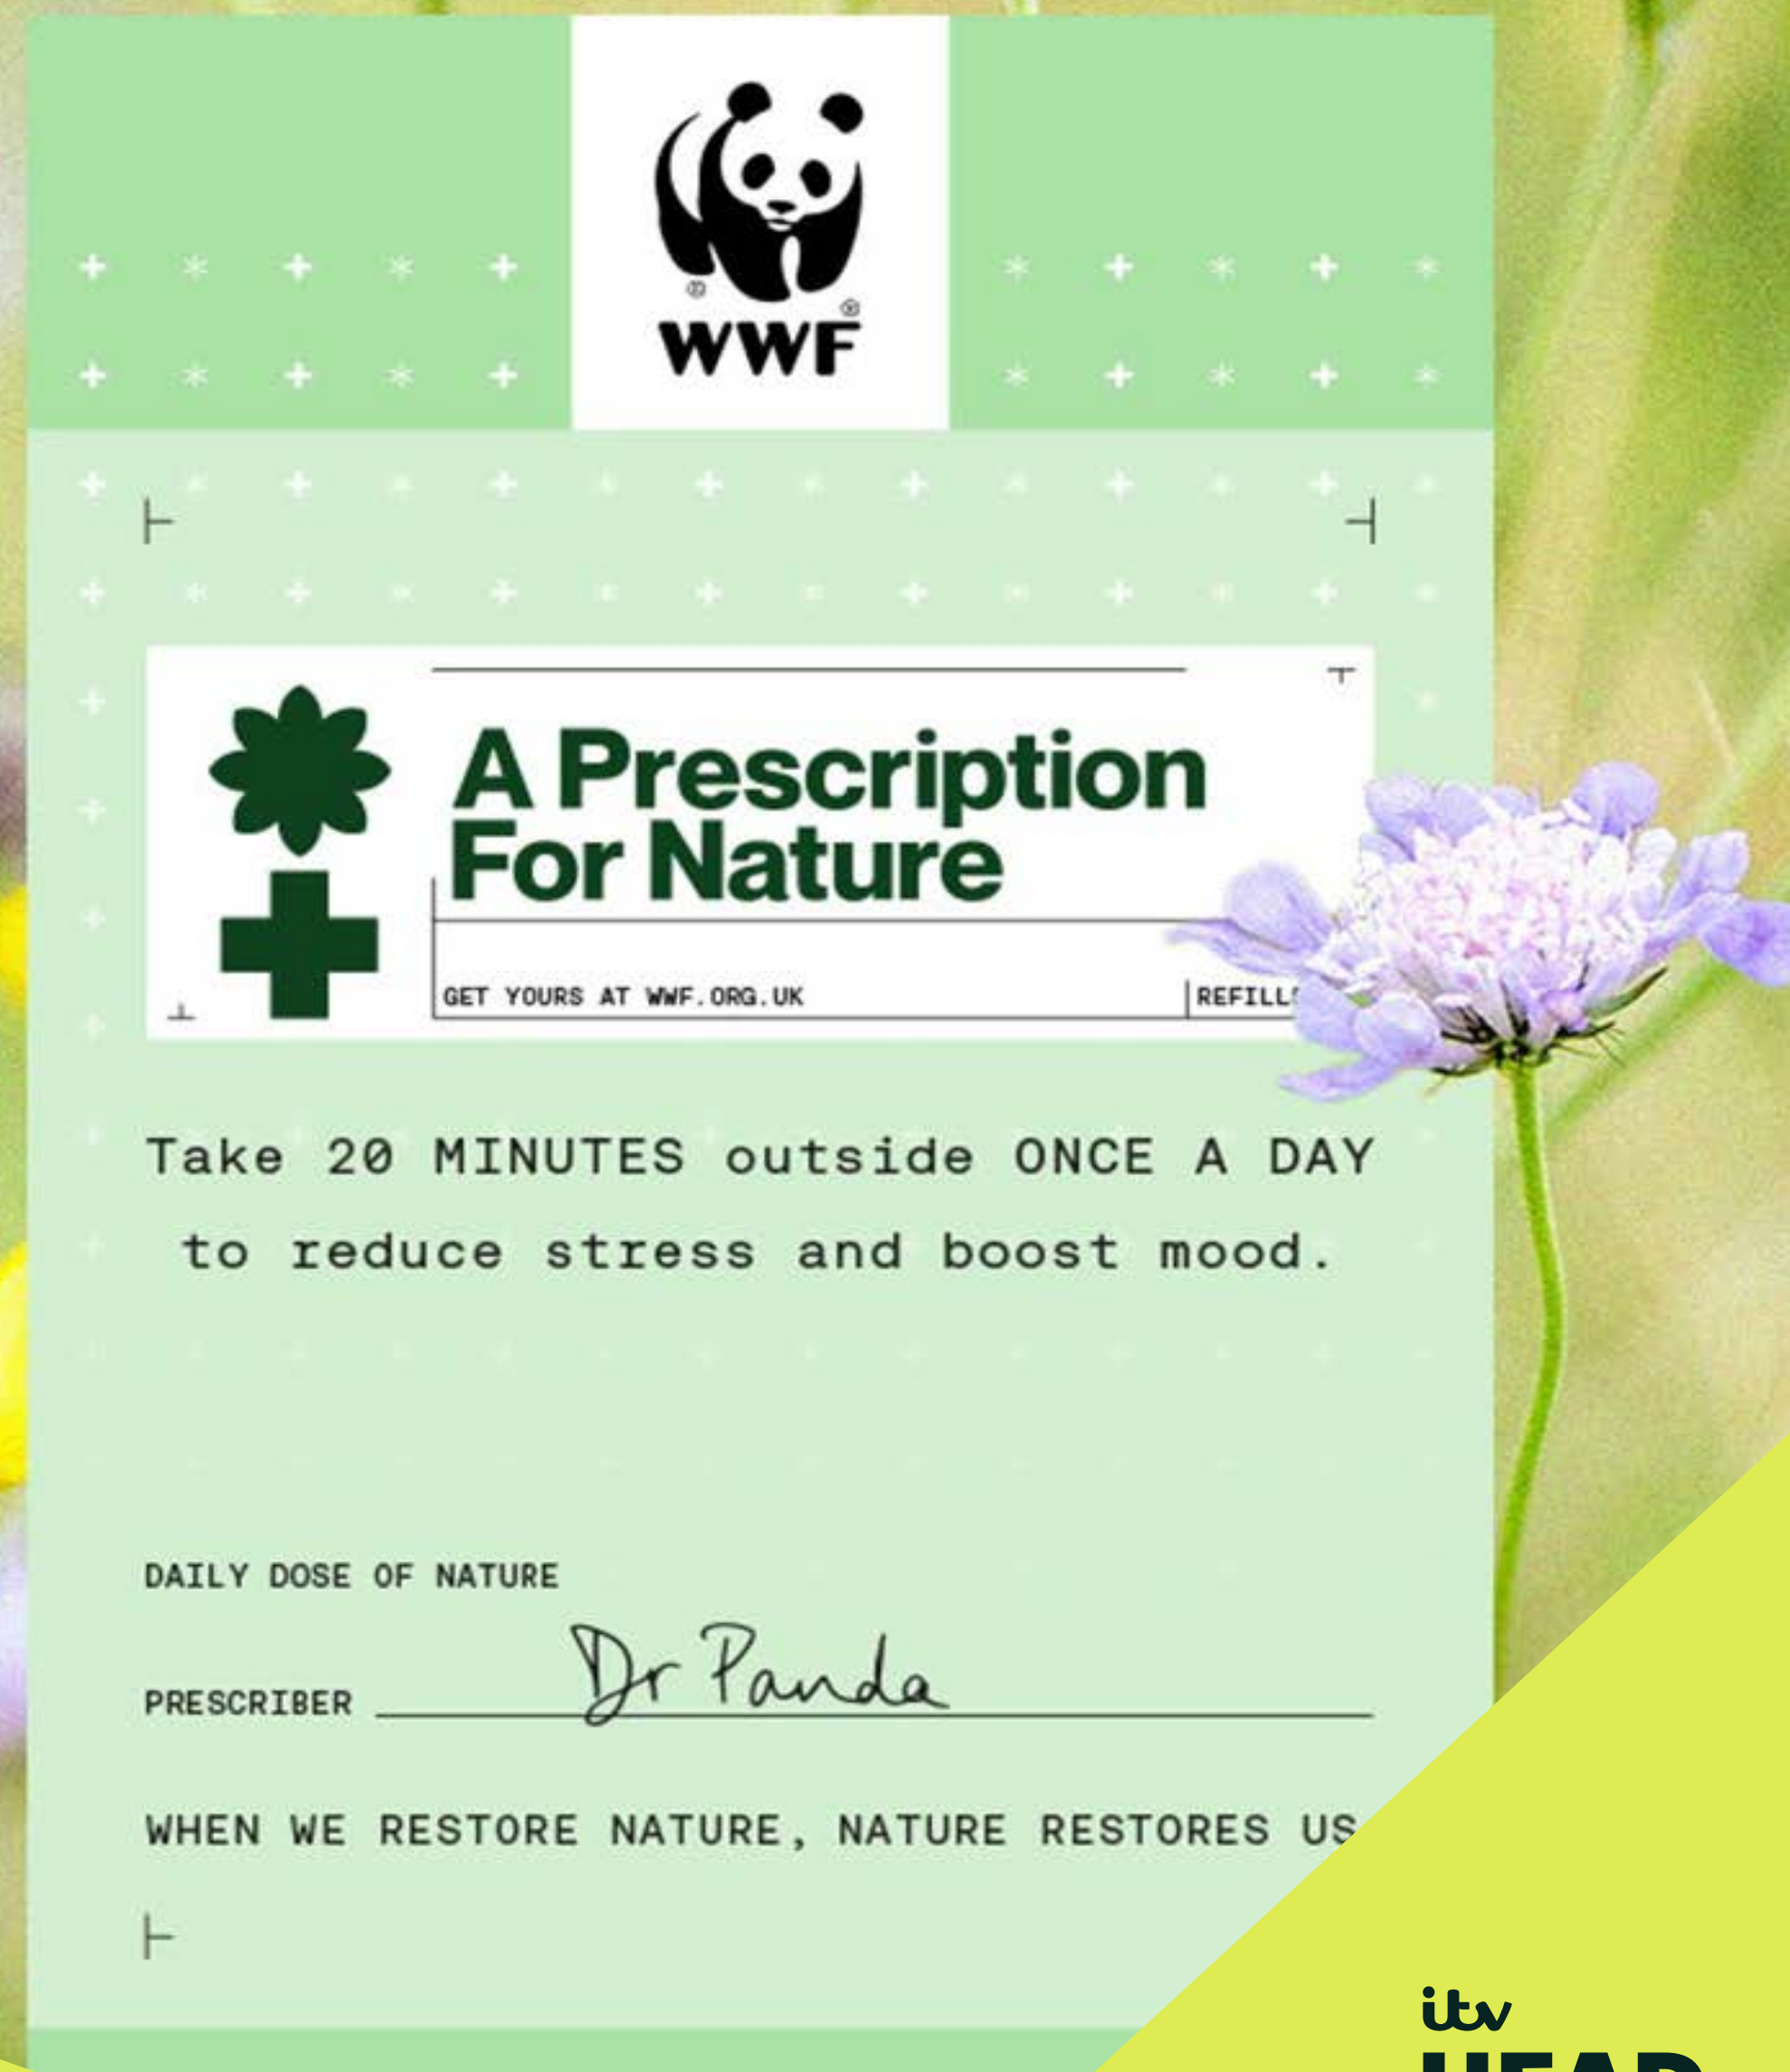 WWF
A Prescription
For Nature
GET YOURS AT WWF.ORG.UK
Take 20 MINUTES outside ONCE A DAY
to reduce stress and boost mood.
DAILY DOSE OF NATURE
PRESCRIBER Dr Panda
WHEN WE RESTORE NATURE, NATURE RESTORES US
itv
HEAD